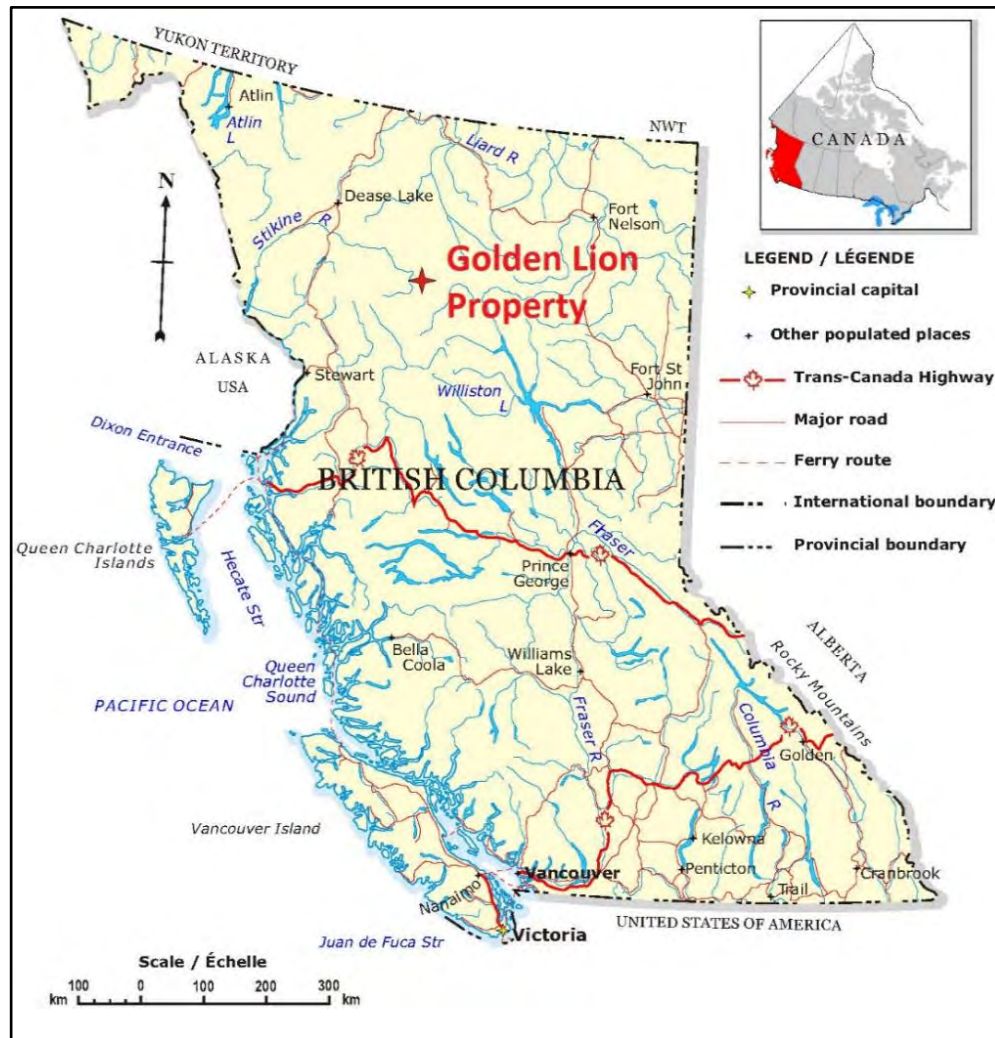 YUKON TERRITORY
Atlin
Atlin
L
Liard R
NWT
CANADA
N
Dease Lake
Stikine
R
Fort
Nelson
Golden Lion
Property
LEGEND / LÉGENDE
Provincial capital
Other populated places
Trans-Canada Highway
Major road
Ferry route
International boundary
Provincial boundary
ALASKA
USA
Stewart
Williston
L
Fort St
John
Dixon Entrance
BRITISH COLUMBIA
Queen Charlotte
Islands
Hecate Str
Fraser
Prince
George
Bella
Coola
Williams
Lake
ALBERTA
Rocky Mountains
Queen
Charlotte
Sound
PACIFIC OCEAN
Fraser R
Columbia
R
Golden
Vancouver Island
Kelowna
Penticton
Cranbrook
Trail
Vancouver
Nanaimo
UNITED STATES OF AMERICA
Victoria
Juan de Fuca Str
Scale / Échelle
100 0 100 200 300
km km